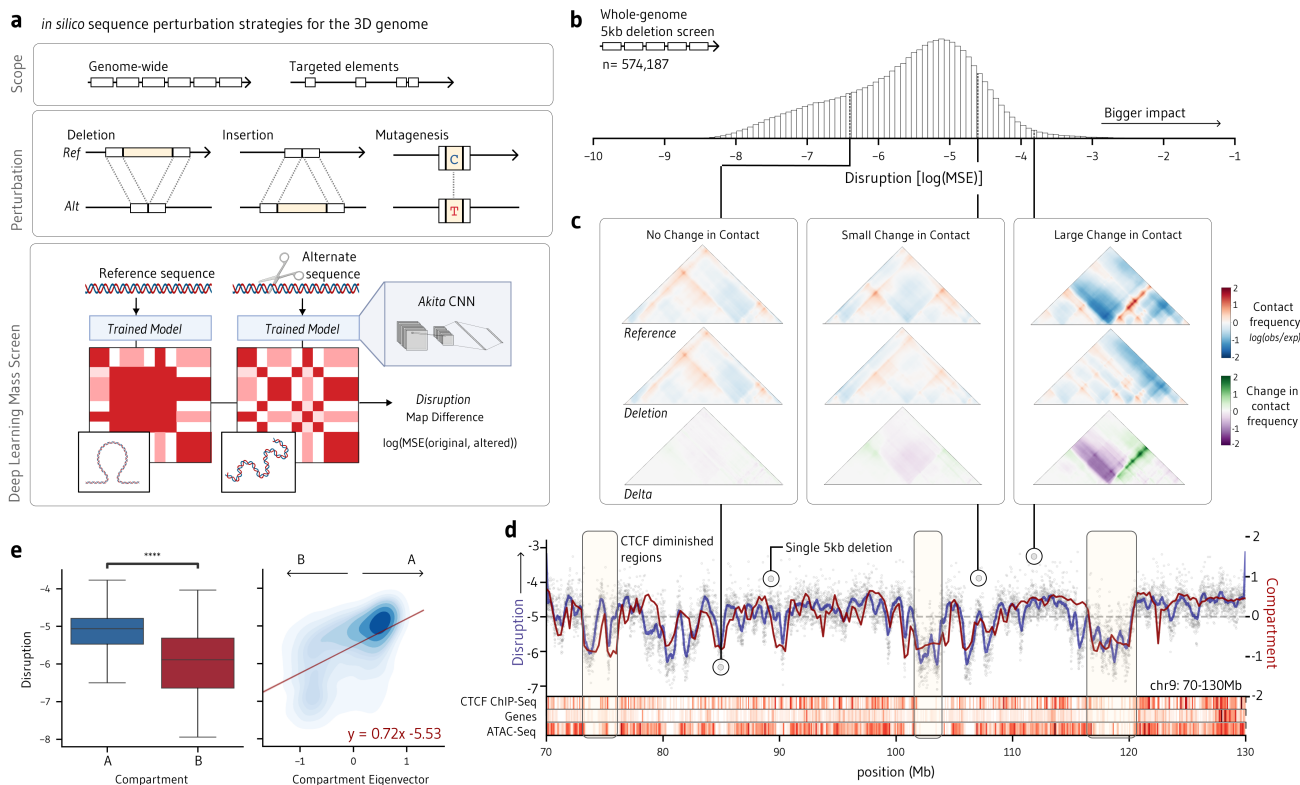 a
in silico sequence perturbation strategies for the 3D genome
Scope
Genome-wide
Targeted elements
Perturbation
Deletion
Insertion
Mutagenesis
Ref
Alt
C
T
Deep Learning Mass Screen
Reference sequence
Alternate
sequence
Trained Model
Trained Model
Akita CNN
Disruption
Map Difference
log(MSE(original, altered))
b
Whole-genome
5kb deletion screen
n= 574,187
Bigger impact
−10 −9 −8 −7 −6 −5 −4 −3 −2 −1
Disruption [log(MSE)]
c
No Change in Contact
Small Change in Contact
Large Change in Contact
Reference
Deletion
Delta
2
1
0
-1
-2
Contact
frequency
log(obs/exp)
2
1
0
-1
-2
Change in
contact
frequency
d
CTCF diminished
regions
Single 5kb deletion
Disruption
-3
-4
-5
-6
-7
2
1
0
-1
-2
Compartment
chr9: 70-130Mb
CTCF ChIP-Seq
Genes
ATAC-Seq
70 80 90 100 110 120 130
position (Mb)
e
****
Disruption
−4
−5
−6
−7
−8
A B
Compartment
B A
y = 0.72x -5.53
−1 0 1
Compartment Eigenvector